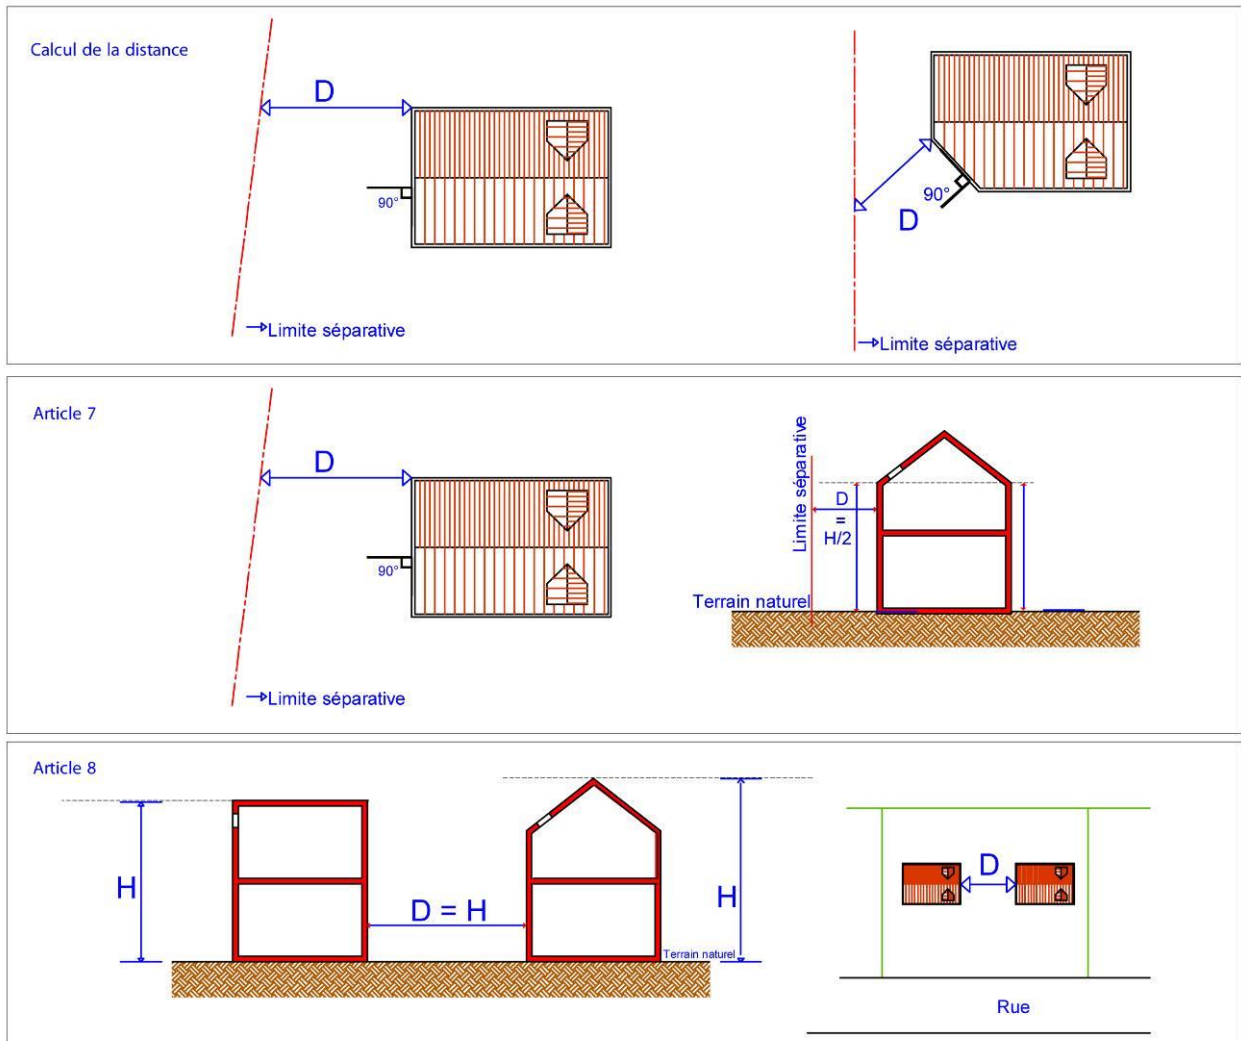 Calcul de la distance
D
90°
Limite séparative
D
90°
Limite séparative
Article 7
D
90°
Limite séparative
Limite séparative
D
=
H/2
Terrain naturel
Article 8
H
D = H
H
Terrain naturel
D
Rue